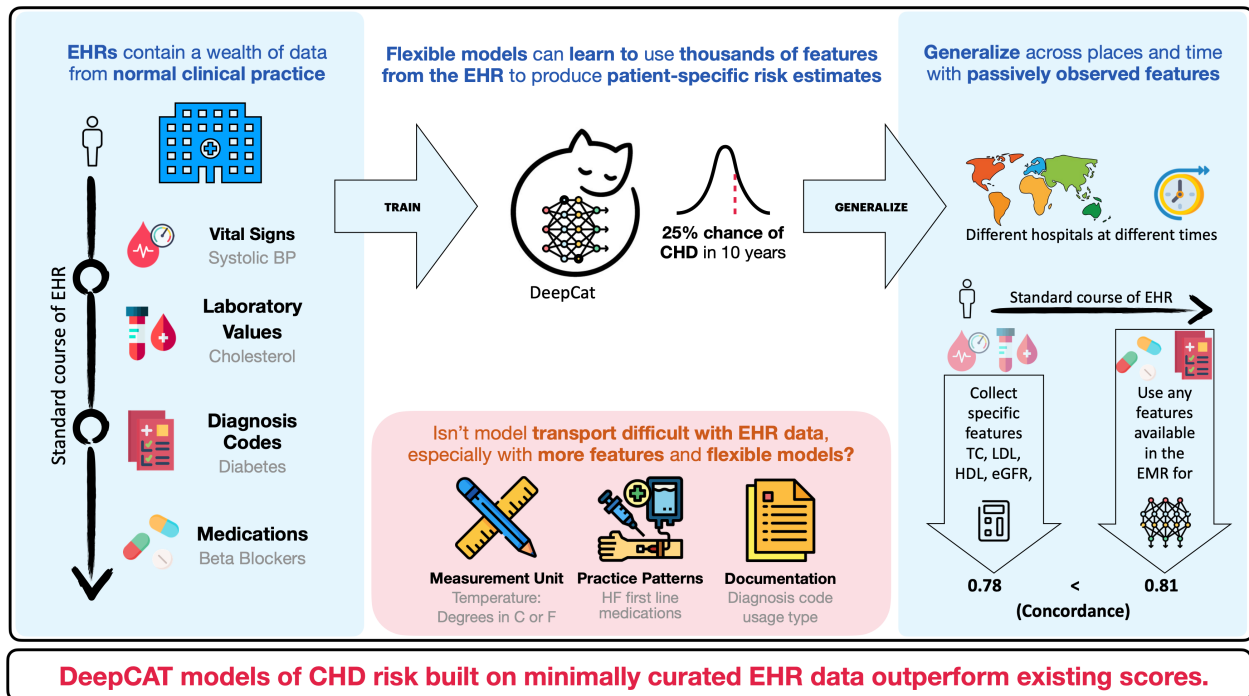 EHRs contain a wealth of data
from normal clinical practice
Standard course of EHR
Vital Signs
Systolic BP
Laboratory
Values
Cholesterol
Diagnosis
Codes
Diabetes
Medications
Beta Blockers
Flexible models can learn to use thousands of features
from the EHR to produce patient-specific risk estimates
TRAIN
DeepCat
25% chance of
CHD in 10 years
GENERALIZE
Isn't model transport difficult with EHR data,
especially with more features and flexible models?
Measurement Unit
Temperature:
Degrees in C or F
Practice Patterns
HF first line
medications
Documentation
Diagnosis code
usage type
Generalize across places and time
with passively observed features
Different hospitals at different times
Standard course of EHR
Collect
specific
features
TC, LDL,
HDL, eGFR,
Use any
features
available
in the
EMR for
0.78 < 0.81
(Concordance)
DeepCAT models of CHD risk built on minimally curated EHR data outperform existing scores.